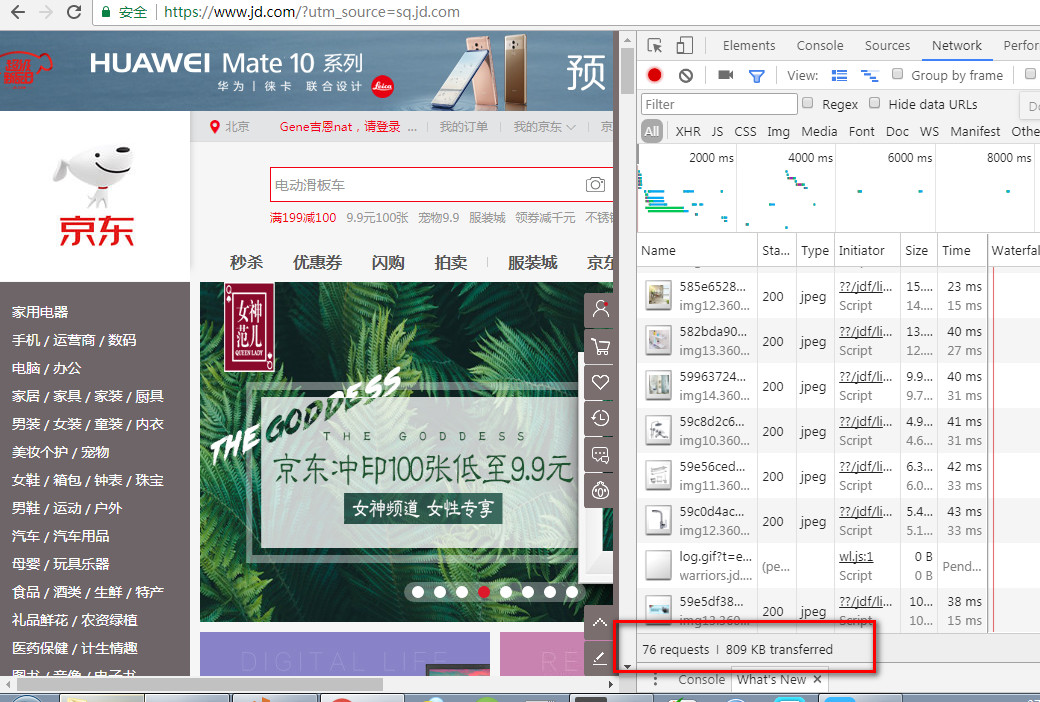 安全 https://www.jd.com/?utm_source=sq.jd.com
HUAWEI Mate 10 系列
华为 | 徕卡 联合设计
Leica
预
北京
Gene吉恩nat，请登录 ...
我的订单
我的京东
京
京东
电动滑板车
满199减100 9.9元100张 宠物9.9 服装城 领券减千元 不锈
秒杀 优惠券 闪购 拍卖 服装城 京东
家用电器
手机 / 运营商 / 数码
电脑 / 办公
家居 / 家具 / 家装 / 厨具
男装 / 女装 / 童装 / 内衣
美妆个护 / 宠物
女鞋 / 箱包 / 钟表 / 珠宝
男鞋 / 运动 / 户外
汽车 / 汽车用品
母婴 / 玩具乐器
食品 / 酒类 / 生鲜 / 特产
礼品鲜花 / 农资绿植
医药保健 / 计生情趣
图书 / 音像 / 电子书
Q
女神范儿
QUEEN LADY
Q
THE GODDESS
THE GODDESS
京东冲印100张低至9.9元
女神频道 女性专享
DIGITAL LIFE
RE
Elements Console Sources Network Perfor
View: Group by frame
Filter Regex Hide data URLs
All XHR JS CSS Img Media Font Doc WS Manifest Othe
2000 ms 4000 ms 6000 ms 8000 ms
Name Sta... Type Initiator Size Time Waterfal
585e6528... 200 jpeg ??/jdf/li... 15.... 23 ms
img12.360... Script 14.... 15 ms
582bda90... 200 jpeg ??/jdf/li... 13.... 40 ms
img13.360... Script 12.... 27 ms
59963724... 200 jpeg ??/jdf/li... 9.9... 40 ms
img14.360... Script 9.7... 31 ms
59c8d2c6... 200 jpeg ??/jdf/li... 4.9... 41 ms
img10.360... Script 4.6... 31 ms
59e56ced... 200 jpeg ??/jdf/li... 6.3... 42 ms
img11.360... Script 6.0... 33 ms
59c0d4ac... 200 jpeg ??/jdf/li... 5.4... 43 ms
img12.360... Script 5.1... 33 ms
log.gif?t=e... (pe... wl.js:1 0 B Pend...
warriors.jd.... Script 0 B
59e5df38... 200 jpeg ??/jdf/li... 10.... 38 ms
img13.360... Script 10.... 15 ms
76 requests | 809 KB transferred
Console What's New ×